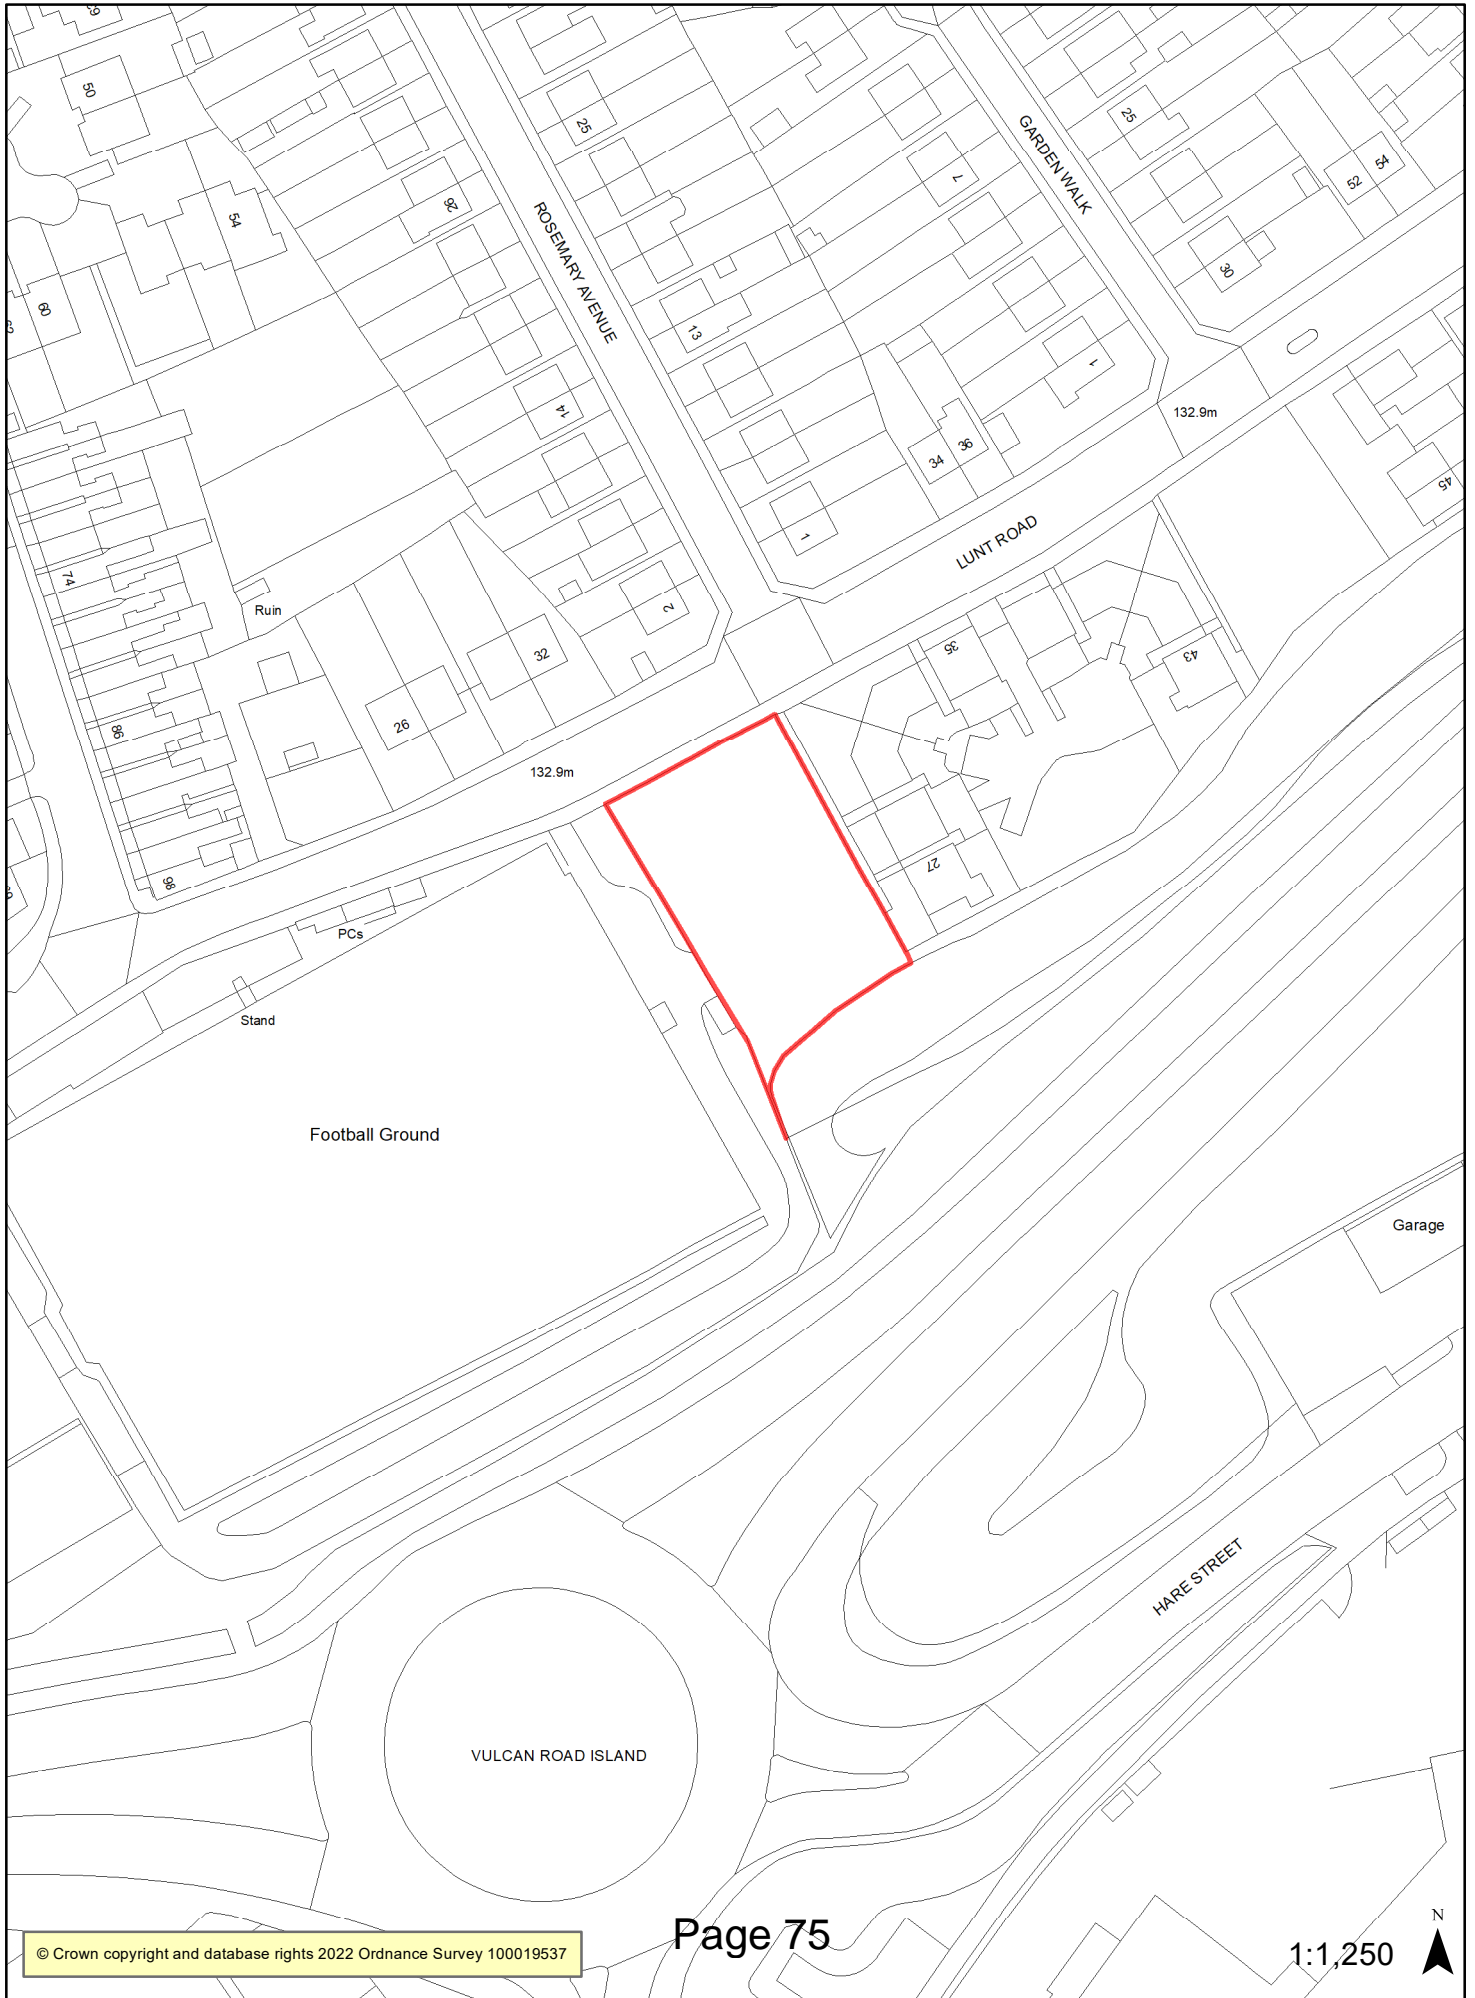 50
25
GARDEN WALK
25
54
52
7
54
26
ROSEMARY AVENUE
30
60
13
1
132.9m
14
36
34
45
1
LUNT ROAD
74
Ruin
2
32
35
43
26
86
132.9m
27
98
PCs
Stand
Football Ground
Garage
HARE STREET
VULCAN ROAD ISLAND
Page 75
N
© Crown copyright and database rights 2022 Ordnance Survey 100019537
1:1,250